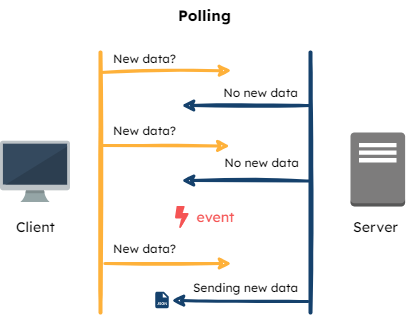 Polling
New data?
No new data
New data?
No new data
event
Client
Server
New data?
Sending new data
JSON